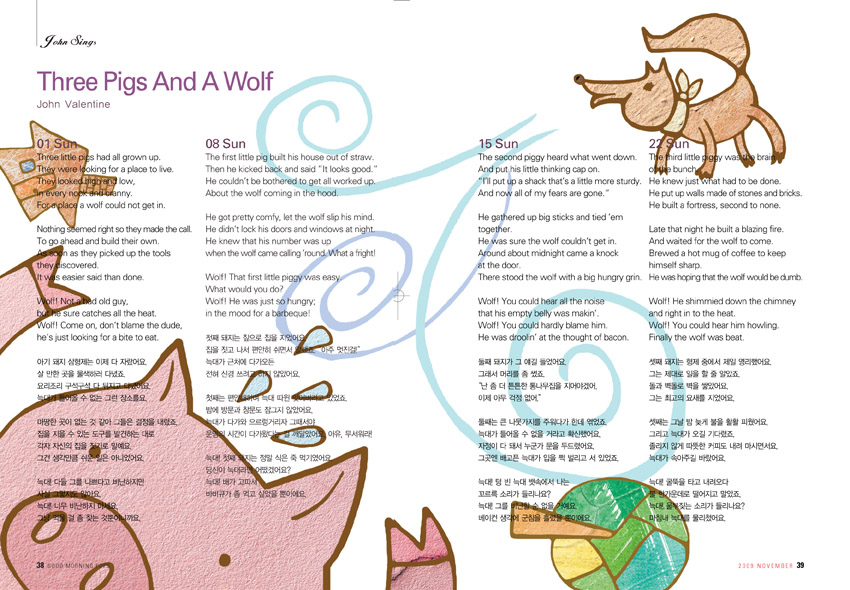 John Sings
Three Pigs And A Wolf
John Valentine
01 Sun
Three little pigs had all grown up.
They were looking for a place to live.
They looked high and low,
in every nook and cranny.
For a place a wolf could not get in.
Nothing seemed right so they made the call.
To go ahead and build their own.
As soon as they picked up the tools
they discovered.
It was easier said than done.
Wolf! Not a bad old guy,
but he sure catches all the heat.
Wolf! Come on, don't blame the dude,
he's just looking for a bite to eat.
아기 돼지 삼형제는 이제 다 자랐어요.
살 만한 곳을 물색하러 다녔죠.
요리조리 구석구석 다 뒤지고 다녔어요.
늑대가 들어올 수 없는 그런 장소를요.
마땅한 곳이 없는 것 같아 그들은 결정을 내렸죠.
집을 지을 수 있는 도구를 발견하는 대로
각자 자신의 집을 짓기로 말예요.
그건 생각만큼 쉬운 일은 아니었어요.
늑대! 다들 그를 나쁘다고 비난하지만
사실 그렇지도 않아요.
늑대! 너무 비난하지 마세요.
그냥 먹을 걸 좀 찾는 것뿐이니까요.
08 Sun
The first little pig built his house out of straw.
Then he kicked back and said "It looks good."
He couldn't be bothered to get all worked up.
About the wolf coming in the hood.
He got pretty comfy, let the wolf slip his mind.
He didn't lock his doors and windows at night.
He knew that his number was up
when the wolf came calling 'round. What a fright!
Wolf! That first little piggy was easy.
What would you do?
Wolf! He was just so hungry;
in the mood for a barbeque!
첫째 돼지는 짚으로 집을 지었어요.
집을 짓고 나서 편안히 쉬면서 말했죠. "아주 멋진걸."
늑대가 근처에 다가오든
전혀 신경 쓰려고 하지 않았어요.
첫째는 편안하여 늑대 따윈 잊어버리고 있었죠.
밤에 방문과 창문도 잠그지 않았어요.
늑대가 다가와 으르렁거리자 그때서야
운명의 시간이 다가왔다는 걸 깨달았어요. 아유, 무서워라!
늑대! 첫째 돼지는 정말 식은 죽 먹기였어요.
당신이 늑대라면 어쨌겠어요?
늑대! 배가 고파서
바비큐가 좀 먹고 싶었을 뿐이에요.
15 Sun
The second piggy heard what went down.
And put his little thinking cap on.
"I'll put up a shack that's a little more sturdy.
And now all of my fears are gone."
He gathered up big sticks and tied 'em
together.
He was sure the wolf couldn't get in.
Around about midnight came a knock
at the door.
There stood the wolf with a big hungry grin.
Wolf! You could hear all the noise
that his empty belly was makin'.
Wolf! You could hardly blame him.
He was droolin' at the thought of bacon.
둘째 돼지가 그 얘길 들었어요.
그래서 머리를 좀 썼죠.
"난 좀 더 튼튼한 통나무집을 지어야겠어,
이제 아무 걱정 없어."
둘째는 큰 나뭇가지를 주워다가 한데 엮었죠.
늑대가 들어올 수 없을 거라고 확신했어요.
자정이 다 돼서 누군가 문을 두드렸어요.
그곳엔 배고픈 늑대가 입을 쩍 벌리고 서 있었죠.
늑대! 텅 빈 늑대 뱃속에서 나는
꼬르륵 소리가 들리나요?
늑대! 그를 비난할 수 없을 거예요.
베이컨 생각에 군침을 흘렸을 뿐이에요.
22 Sun
The third little piggy was the brain
of the bunch.
He knew just what had to be done.
He put up walls made of stones and bricks.
He built a fortress, second to none.
Late that night he built a blazing fire.
And waited for the wolf to come.
Brewed a hot mug of coffee to keep
himself sharp.
He was hoping that the wolf would be dumb.
Wolf! He shimmied down the chimney
and right in to the heat.
Wolf! You could hear him howling.
Finally the wolf was beat.
셋째 돼지는 형제 중에서 제일 영리했어요.
그는 제대로 일을 할 줄 알았죠.
돌과 벽돌로 벽을 쌓았어요.
그는 최고의 요새를 지었어요.
셋째는 그날 밤 늦게 불을 활활 피웠어요.
그리고 늑대가 오길 기다렸죠,
졸리지 않게 따뜻한 커피도 가득 내려 마시면서요.
늑대가 속아주길 바랐어요.
늑대! 굴뚝을 타고 내려오다
불 한가운데로 떨어지고 말았죠.
늑대! 울부짖는 소리가 들리나요?
마침내 늑대를 물리쳤어요.
38 GOOD MORNING POPS
2009 NOVEMBER 39